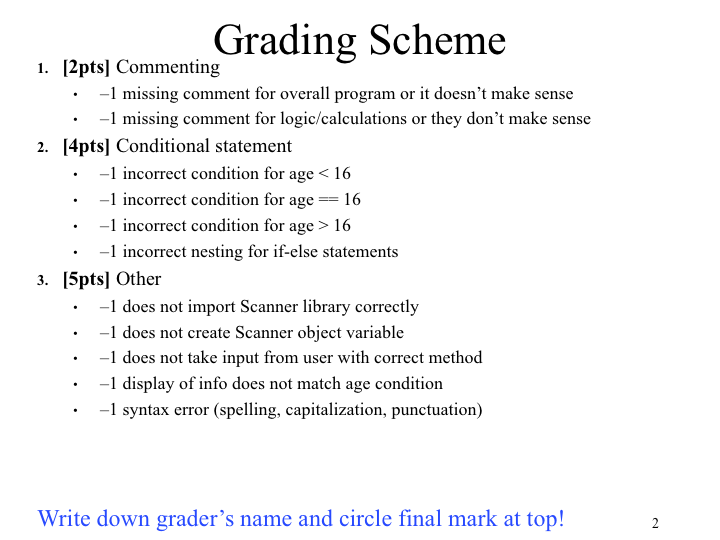 Grading Scheme
1. [2pts] Commenting
• –1 missing comment for overall program or it doesn’t make sense
• –1 missing comment for logic/calculations or they don’t make sense
2. [4pts] Conditional statement
• –1 incorrect condition for age < 16
• –1 incorrect condition for age == 16
• –1 incorrect condition for age > 16
• –1 incorrect nesting for if-else statements
3. [5pts] Other
• –1 does not import Scanner library correctly
• –1 does not create Scanner object variable
• –1 does not take input from user with correct method
• –1 display of info does not match age condition
• –1 syntax error (spelling, capitalization, punctuation)
Write down grader’s name and circle final mark at top!
2